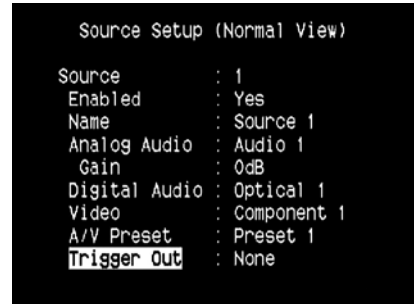 Source Setup (Normal View)
Source : 1
Enabled : Yes
Name : Source 1
Analog Audio : Audio 1
Gain : 0dB
Digital Audio : Optical 1
Video : Component 1
A/V Preset : Preset 1
Trigger Out : None